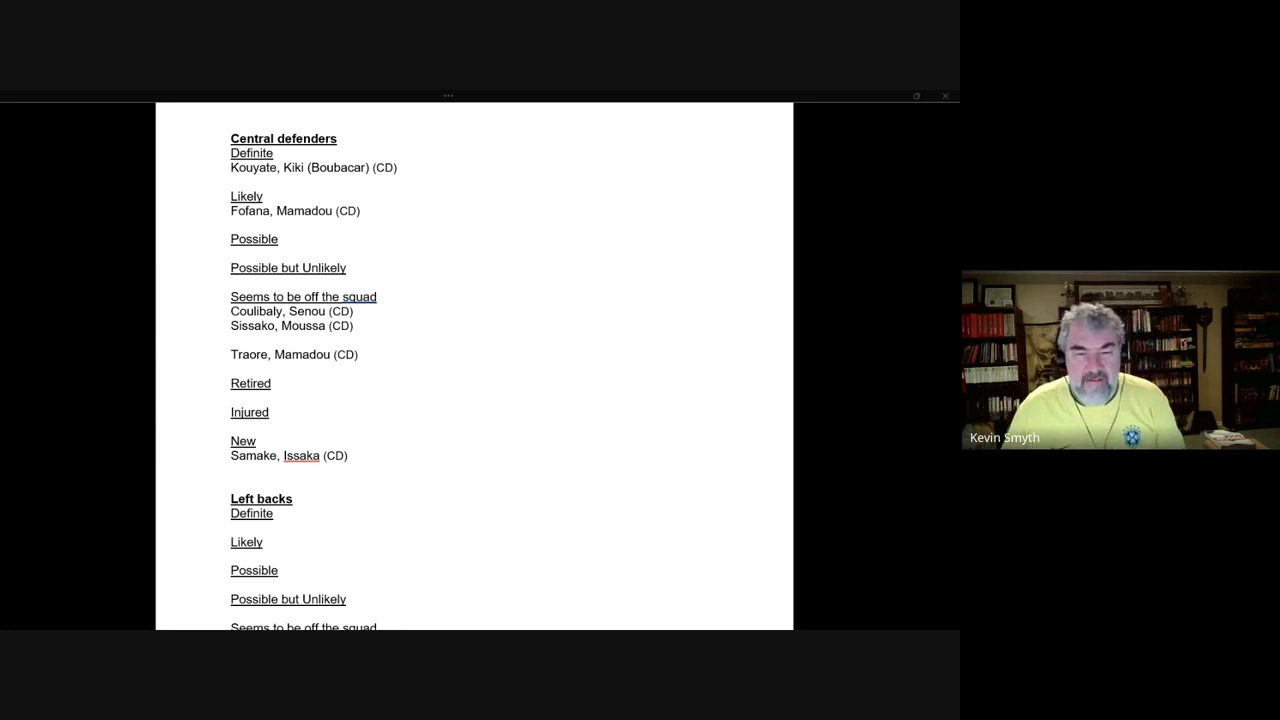 Central defenders
Definite
Kouyate, Kiki (Boubacar) (CD)
Likely
Fofana, Mamadou (CD)
Possible
Possible but Unlikely
Seems to be off the squad
Coulibaly, Senou (CD)
Sissako, Moussa (CD)
Traore, Mamadou (CD)
Retired
Injured
New
Samake, Issaka (CD)
Left backs
Definite
Likely
Possible
Possible but Unlikely
Seems to be off the squad
Kevin Smyth